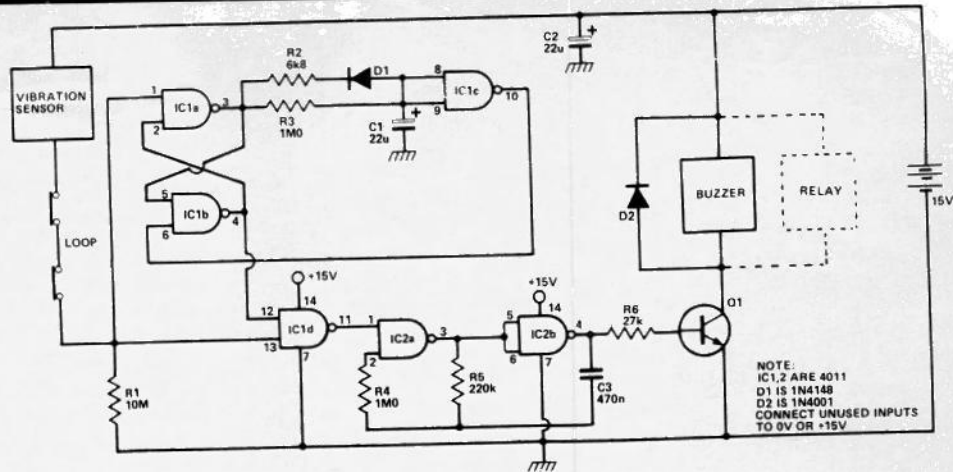 VIBRATION
SENSOR
LOOP
R1
10M
1
2
IC1a
3
R2
6k8
D1
R3
1M0
C1
22u
+
8
9
IC1c
10
5
6
IC1b
4
C2
22u
+
+15V
14
12
13
IC1d
11
7
1
2
IC2a
3
R4
1M0
R5
220k
+15V
14
5
6
IC2b
4
7
C3
470n
R6
27k
Q1
D2
BUZZER
RELAY
15V
NOTE:
IC1,2 ARE 4011
D1 IS 1N4148
D2 IS 1N4001
CONNECT UNUSED INPUTS
TO 0V OR +15V